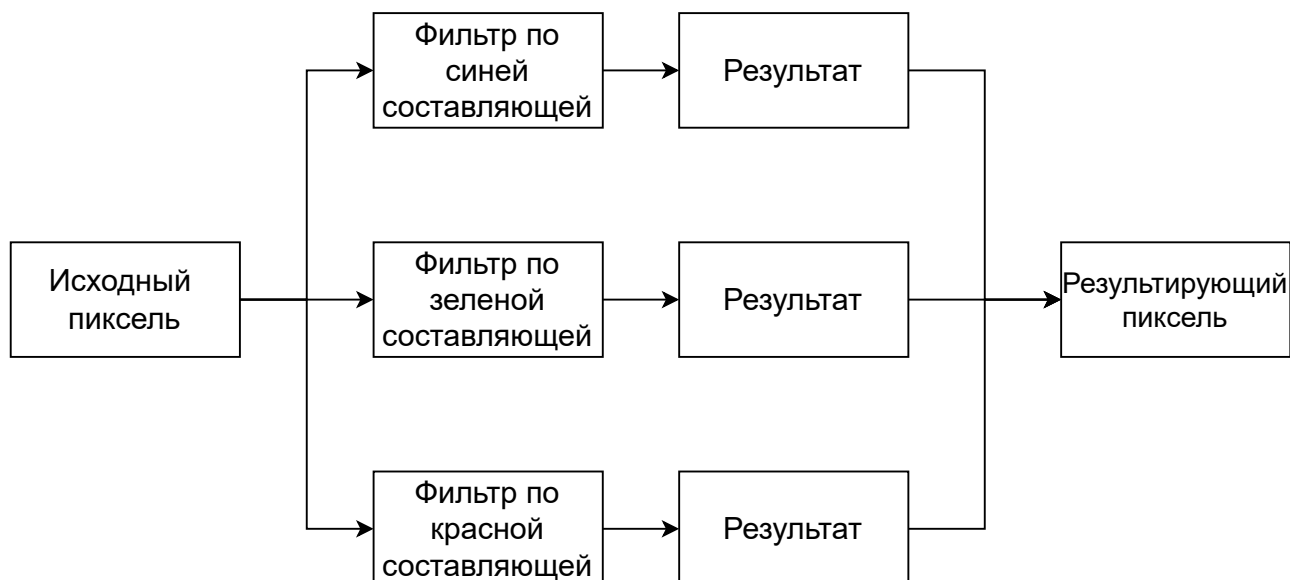 Фильтр по
синей
составляющей
Результат
Исходный
пиксель
Фильтр по
зеленой
составляющей
Результат
Результирующий
пиксель
Фильтр по
красной
составляющей
Результат